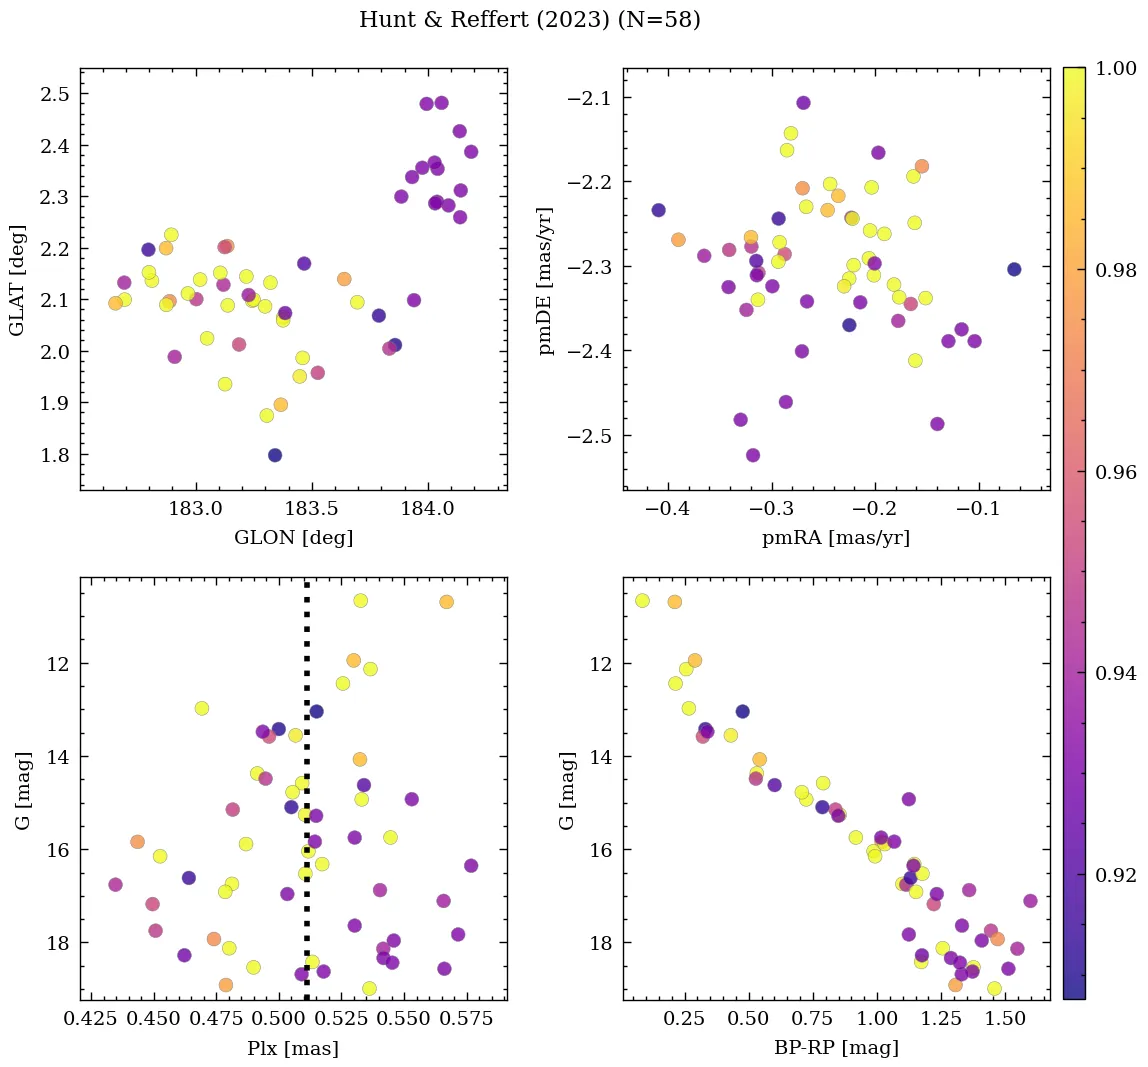 Hunt & Reffert (2023) (N=58)
2.5
2.4
2.3
2.2
2.1
2.0
1.9
1.8
GLAT [deg]
183.0 183.5 184.0
GLON [deg]
−2.1
−2.2
−2.3
−2.4
−2.5
pmDE [mas/yr]
−0.4 −0.3 −0.2 −0.1
pmRA [mas/yr]
12
14
16
18
G [mag]
0.425 0.450 0.475 0.500 0.525 0.550 0.575
Plx [mas]
12
14
16
18
G [mag]
0.25 0.50 0.75 1.00 1.25 1.50
BP-RP [mag]
1.00
0.98
0.96
0.94
0.92